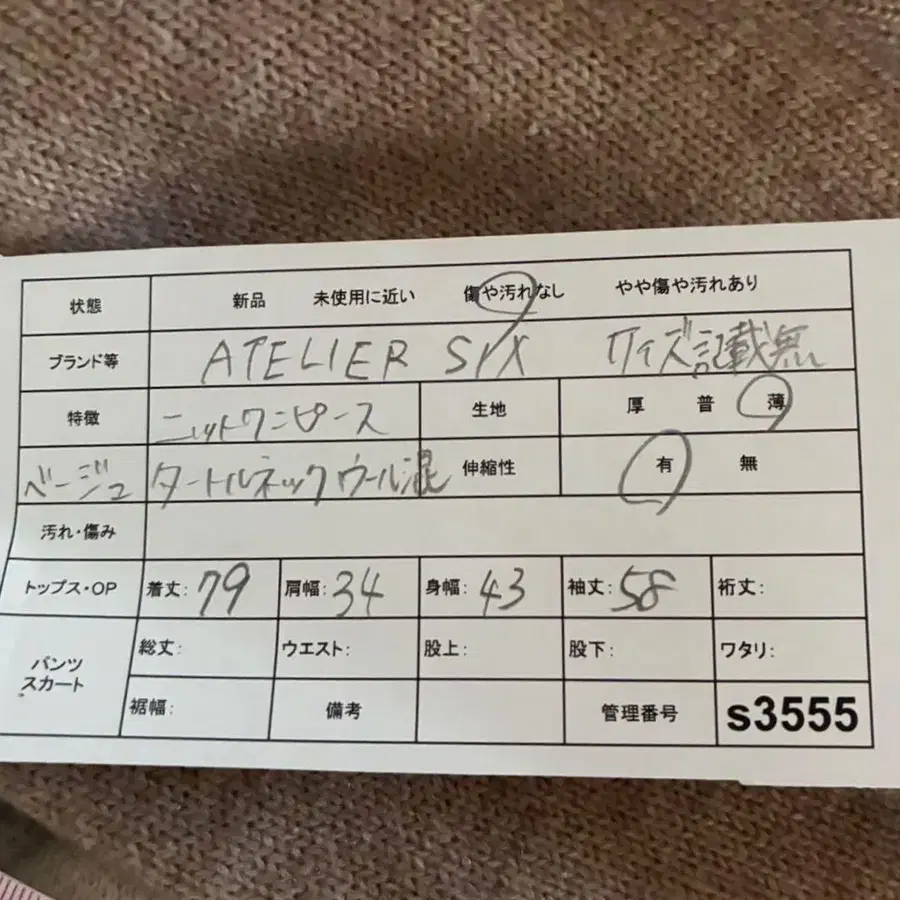 状態 新品 未使用に近い 傷や汚れなし やや傷や汚れあり
ブランド等 ATELIER SIX サイズ記載無
特徴 ニットワンピース 生地 厚 普 薄
ベージュ タートルネック ウール混 伸縮性 有 無
汚れ・傷み
トップス・OP 着丈: 79 肩幅: 34 身幅: 43 袖丈: 58 裄丈:
パンツ スカート 総丈: ウエスト: 股上: 股下: ワタリ:
裾幅: 備考 管理番号 s3555